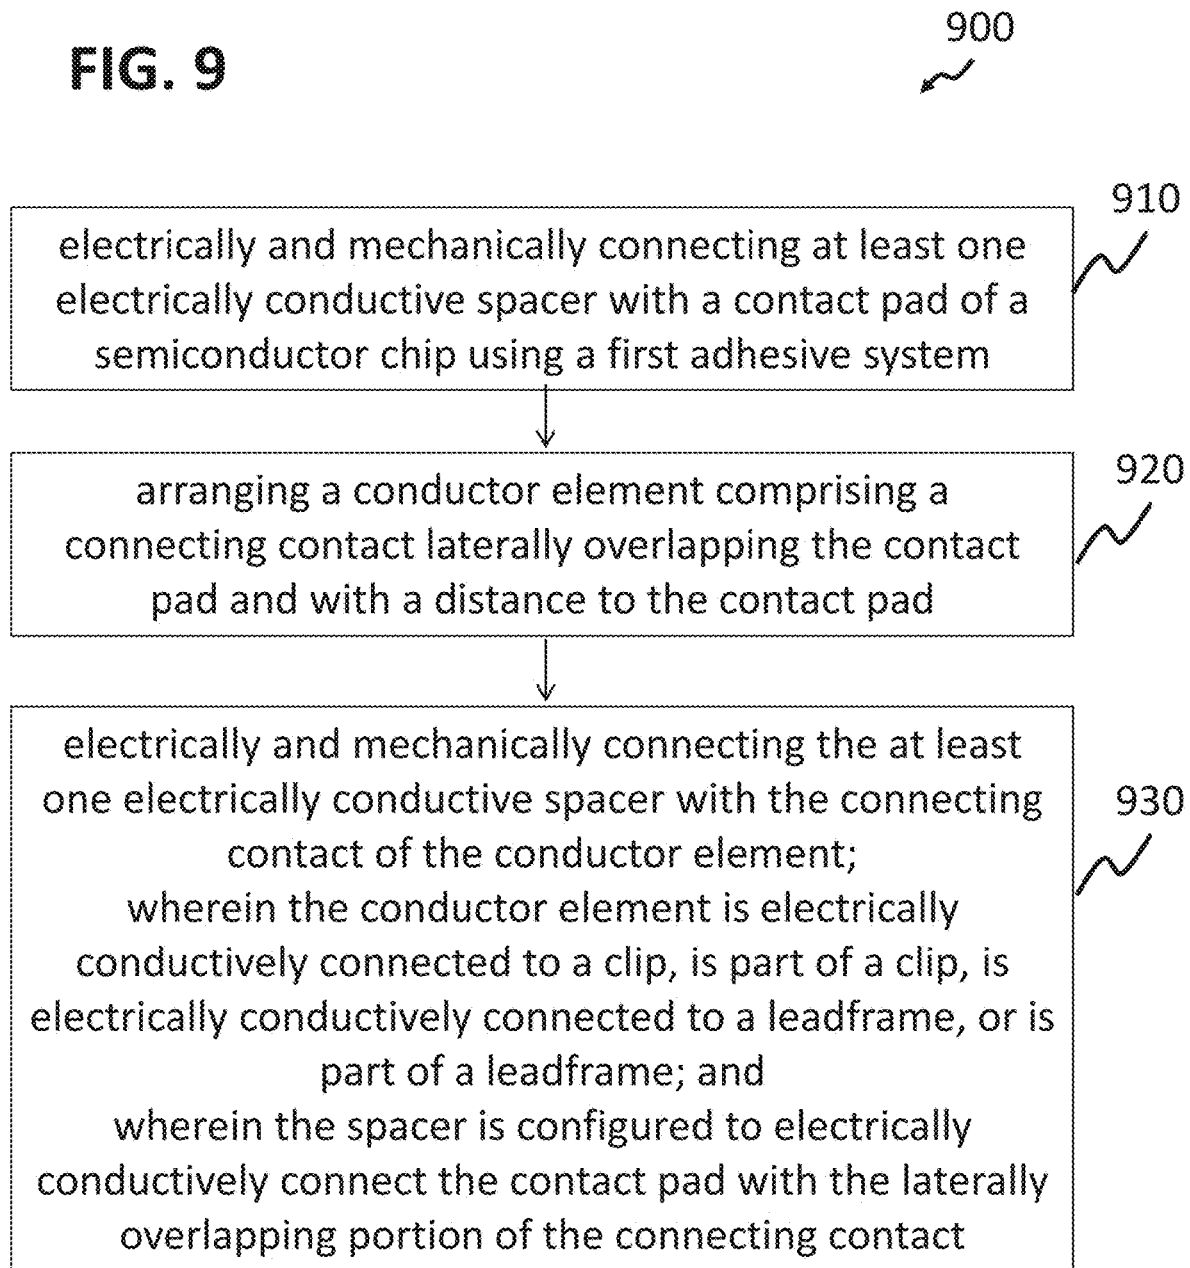 FIG. 9
900
910
electrically and mechanically connecting at least one
electrically conductive spacer with a contact pad of a
semiconductor chip using a first adhesive system
920
arranging a conductor element comprising a
connecting contact laterally overlapping the contact
pad and with a distance to the contact pad
930
electrically and mechanically connecting the at least
one electrically conductive spacer with the connecting
contact of the conductor element;
wherein the conductor element is electrically
conductively connected to a clip, is part of a clip, is
electrically conductively connected to a leadframe, or is
part of a leadframe; and
wherein the spacer is configured to electrically
conductively connect the contact pad with the laterally
overlapping portion of the connecting contact